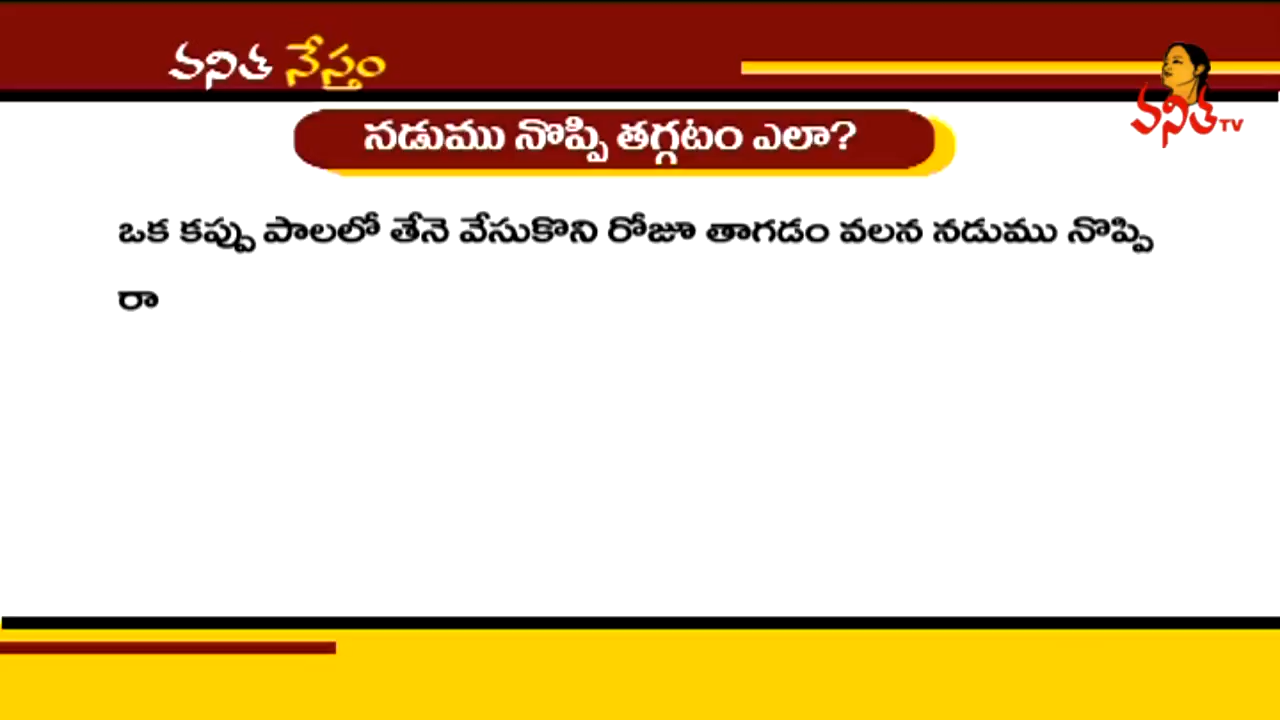 వనిత నేస్తం
వనిత TV
నడుము నొప్పి తగ్గటం ఎలా?
ఒక కప్పు పాలలో తేనె వేసుకొని రోజూ తాగడం వలన నడుము నొప్పి
రా